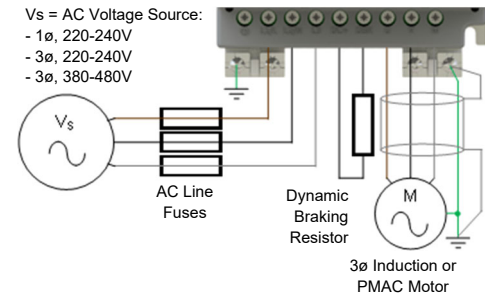 Vs = AC Voltage Source:
- 1ø, 220-240V
- 3ø, 220-240V
- 3ø, 380-480V
Vs
AC Line
Fuses
Dynamic
Braking
Resistor
M
3ø Induction or
PMAC Motor